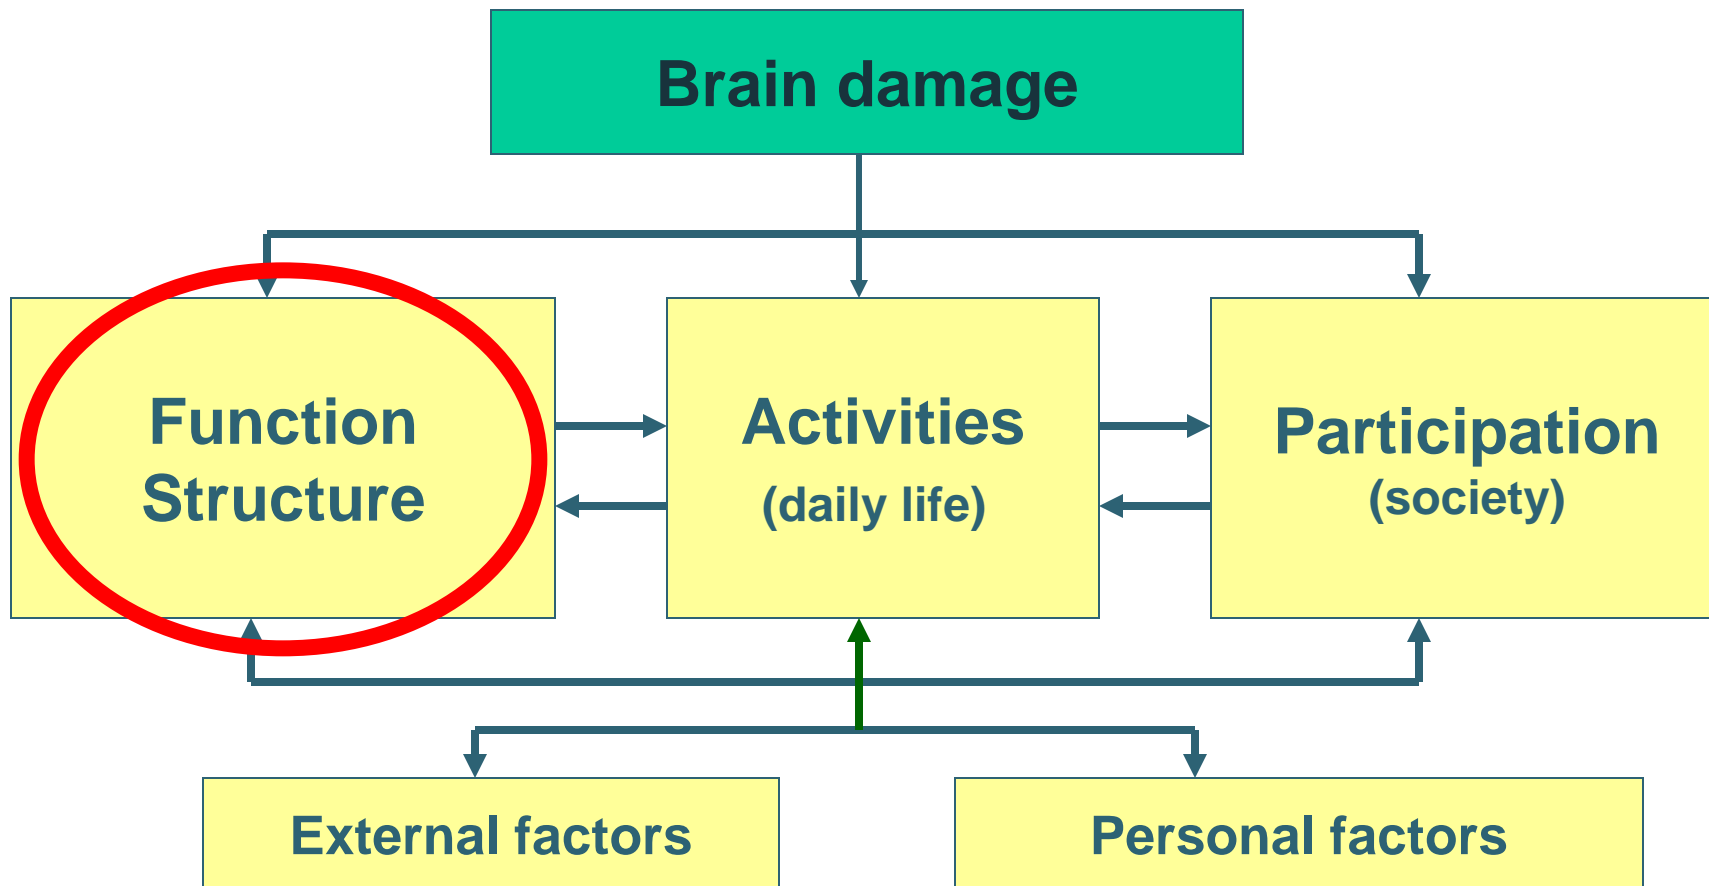 Brain damage
Function
Structure
Activities
(daily life)
Participation
(society)
External factors
Personal factors